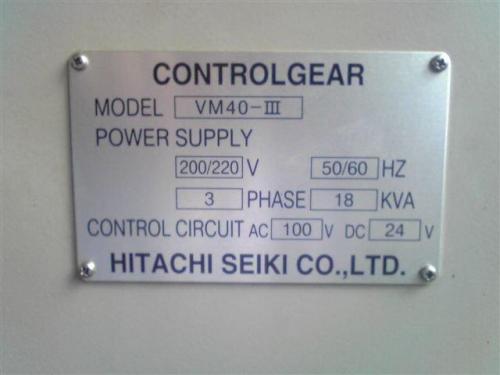 CONTROLGEAR
MODEL VM40-III
POWER SUPPLY
200/220 V 50/60 HZ
3 PHASE 18 KVA
CONTROL CIRCUIT AC 100 V DC 24 V
HITACHI SEIKI CO.,LTD.